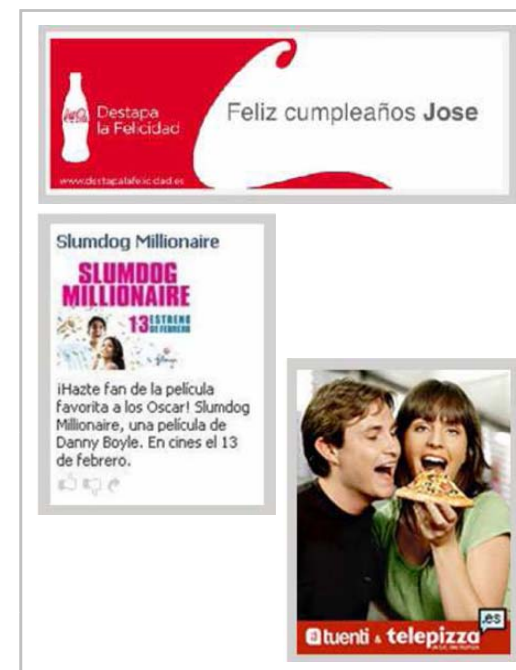 Destapa
la Felicidad
Feliz cumpleaños Jose
www.destapalafelicidad.es
Slumdog Millionaire
SLUMDOG
MILLIONAIRE
13 ESTRENO
DE FEBRERO
¡Hazte fan de la película
favorita a los Oscar! Slumdog
Millionaire, una película de
Danny Boyle. En cines el 13
de febrero.
.es
tuenti & telepizza